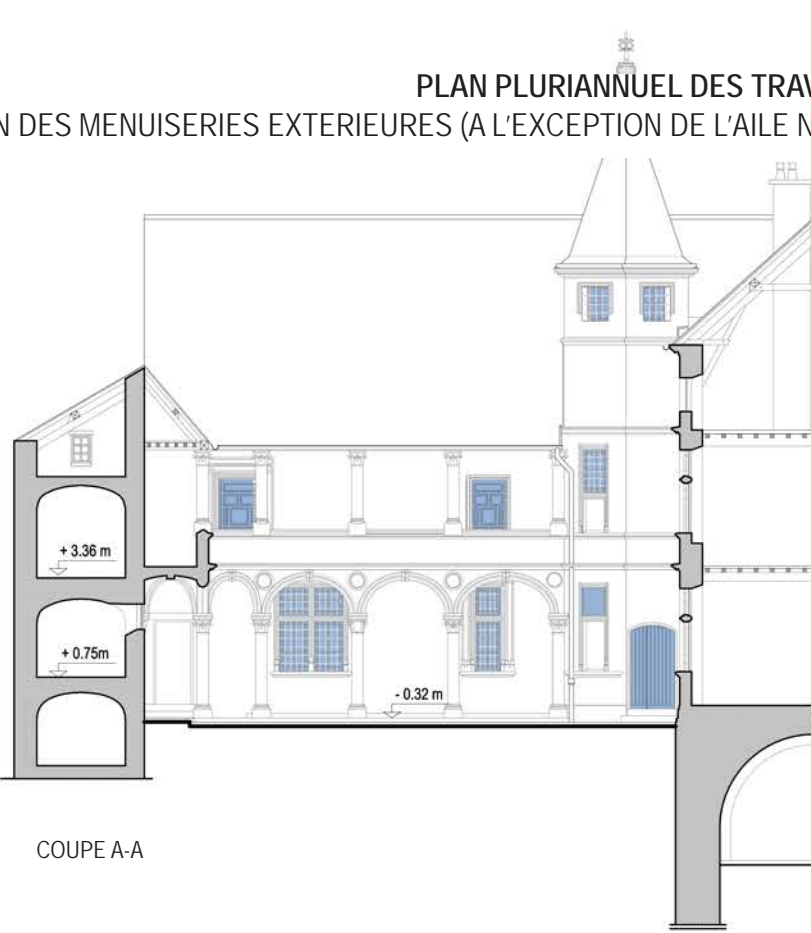 PLAN PLURIANNUEL DES TRAV
N DES MENUISERIES EXTERIEURES (A L'EXCEPTION DE L'AILE N
+ 3.36 m
+ 0.75m
- 0.32 m
COUPE A-A